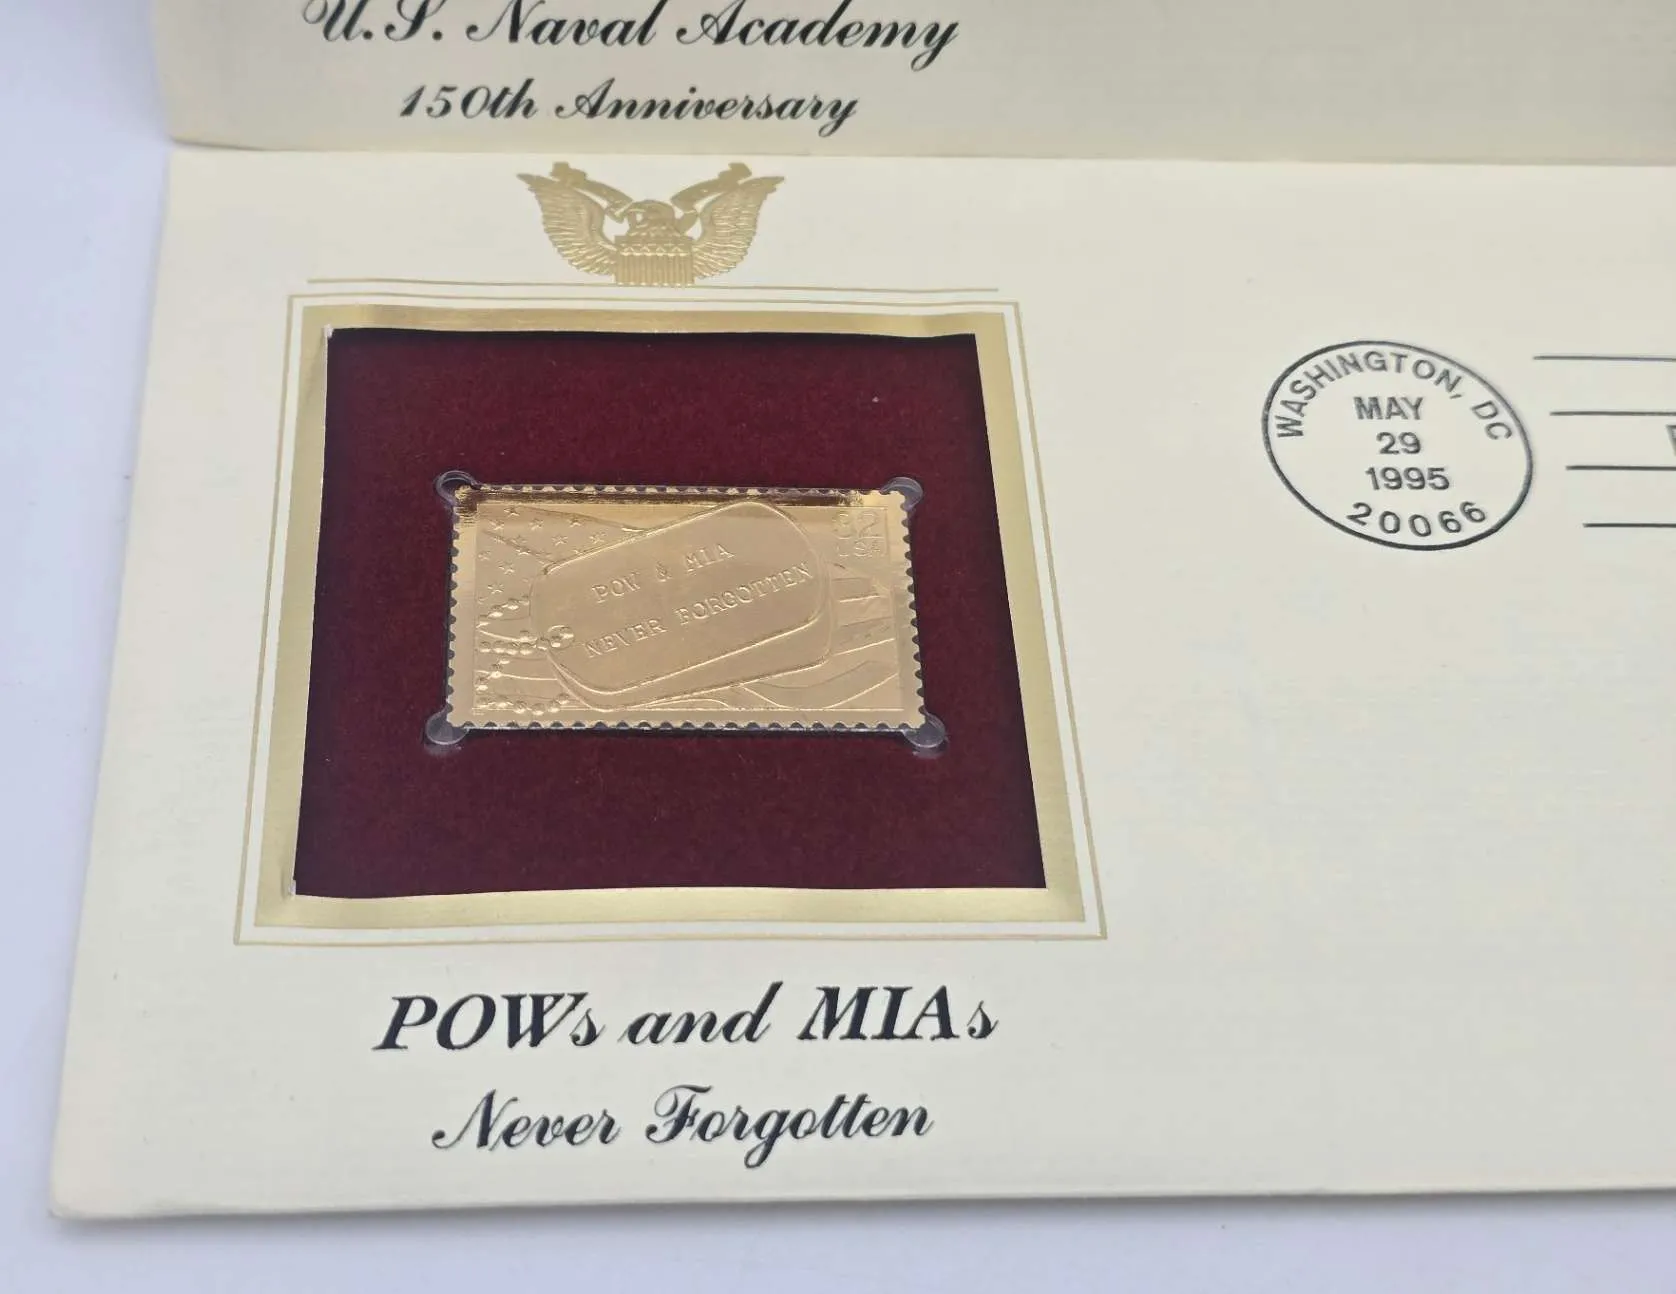 U.S. Naval Academy
150th Anniversary
32
USA
POW & MIA
NEVER FORGOTTEN
WASHINGTON, DC
MAY
29
1995
20066
POWs and MIAs
Never Forgotten